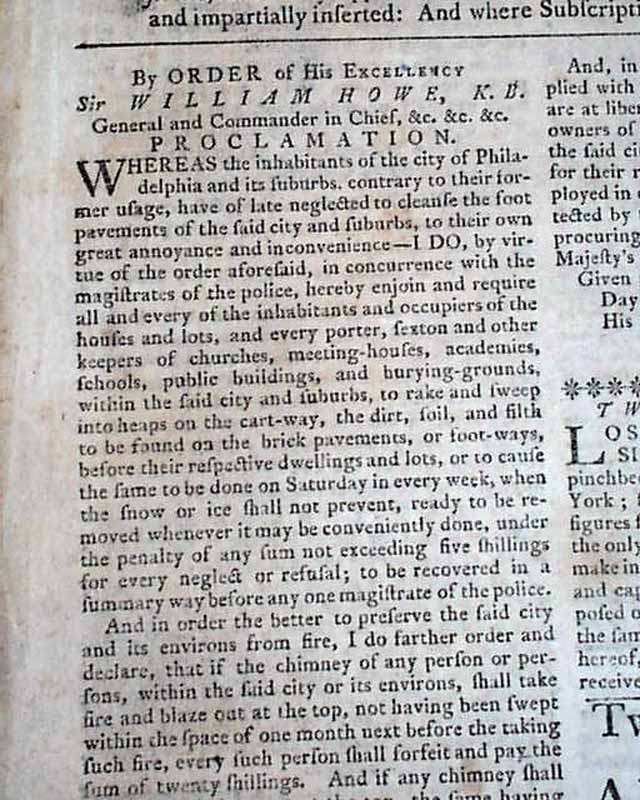 and impartially inſerted: And where Subſcripti
By ORDER of His EXCELLENCY
Sir WILLIAM HOWE, K. B.
General and Commander in Chief, &c. &c. &c.
PROCLAMATION.
WHEREAS the inhabitants of the city of Phila-
delphia and its ſuburbs. contrary to their for-
mer uſage, have of late neglected to cleanſe the foot
pavements of the ſaid city and ſuburbs, to their own
great annoyance and inconvenience—I DO, by vir-
tue of the order aforeſaid, in concurrence with the
magiſtrates of the police, hereby enjoin and require
all and every of the inhabitants and occupiers of the
houſes and lots, and every porter, ſexton and other
keepers of churches, meeting-houſes, academies,
ſchools, public buildings, and burying-grounds,
within the ſaid city and ſuburbs, to rake and ſweep
into heaps on the cart-way, the dirt, ſoil, and filth
to be found on the brick pavements, or foot-ways,
before their reſpective dwellings and lots, or to cauſe
the ſame to be done on Saturday in every week, when
the ſnow or ice ſhall not prevent, ready to be re-
moved whenever it may be conveniently done, under
the penalty of any ſum not exceeding five ſhillings
for every neglect or refuſal; to be recovered in a
ſummary way before any one magiſtrate of the police.
And in order the better to preſerve the ſaid city
and its environs from fire, I do farther order and
declare, that if the chimney of any perſon or per-
ſons, within the ſaid city or its environs, ſhall take
fire and blaze out at the top, not having been ſwept
within the ſpace of one month next before the taking
ſuch fire, every ſuch perſon ſhall forfeit and pay the
ſum of twenty ſhillings. And if any chimney ſhall
the ſame having
And, in
plied with
are at liber
owners of
the ſaid ci
for their r
ployed in
tected by
procuring
Majeſty's
Given
Day
His
T W
LOS
SI
pinchbe
York;
figures
the only
make in
and cap
poſed o
the ſam
hereof,
receive
Tw
A